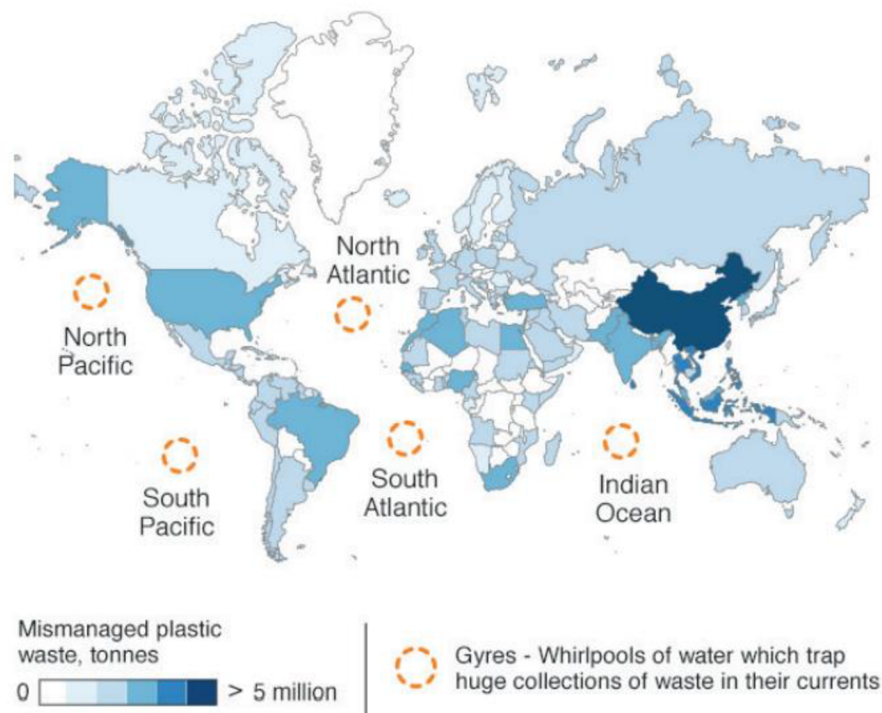 North
Atlantic
North
Pacific
South
Pacific
South
Atlantic
Indian
Ocean
Mismanaged plastic
waste, tonnes
0 > 5 million
Gyres - Whirlpools of water which trap
huge collections of waste in their currents